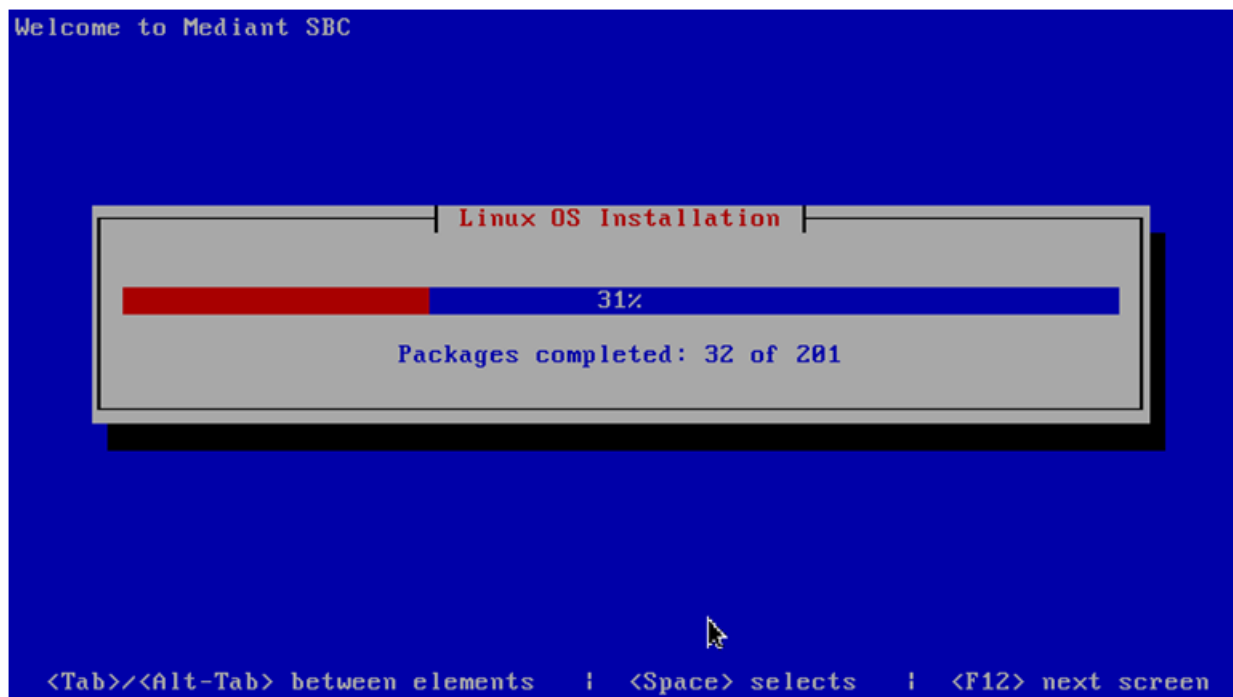 Welcome to Mediant SBC
Linux OS Installation
31%
Packages completed: 32 of 201
<Tab>/<Alt-Tab> between elements   ¦  <Space> selects   ¦  <F12> next screen